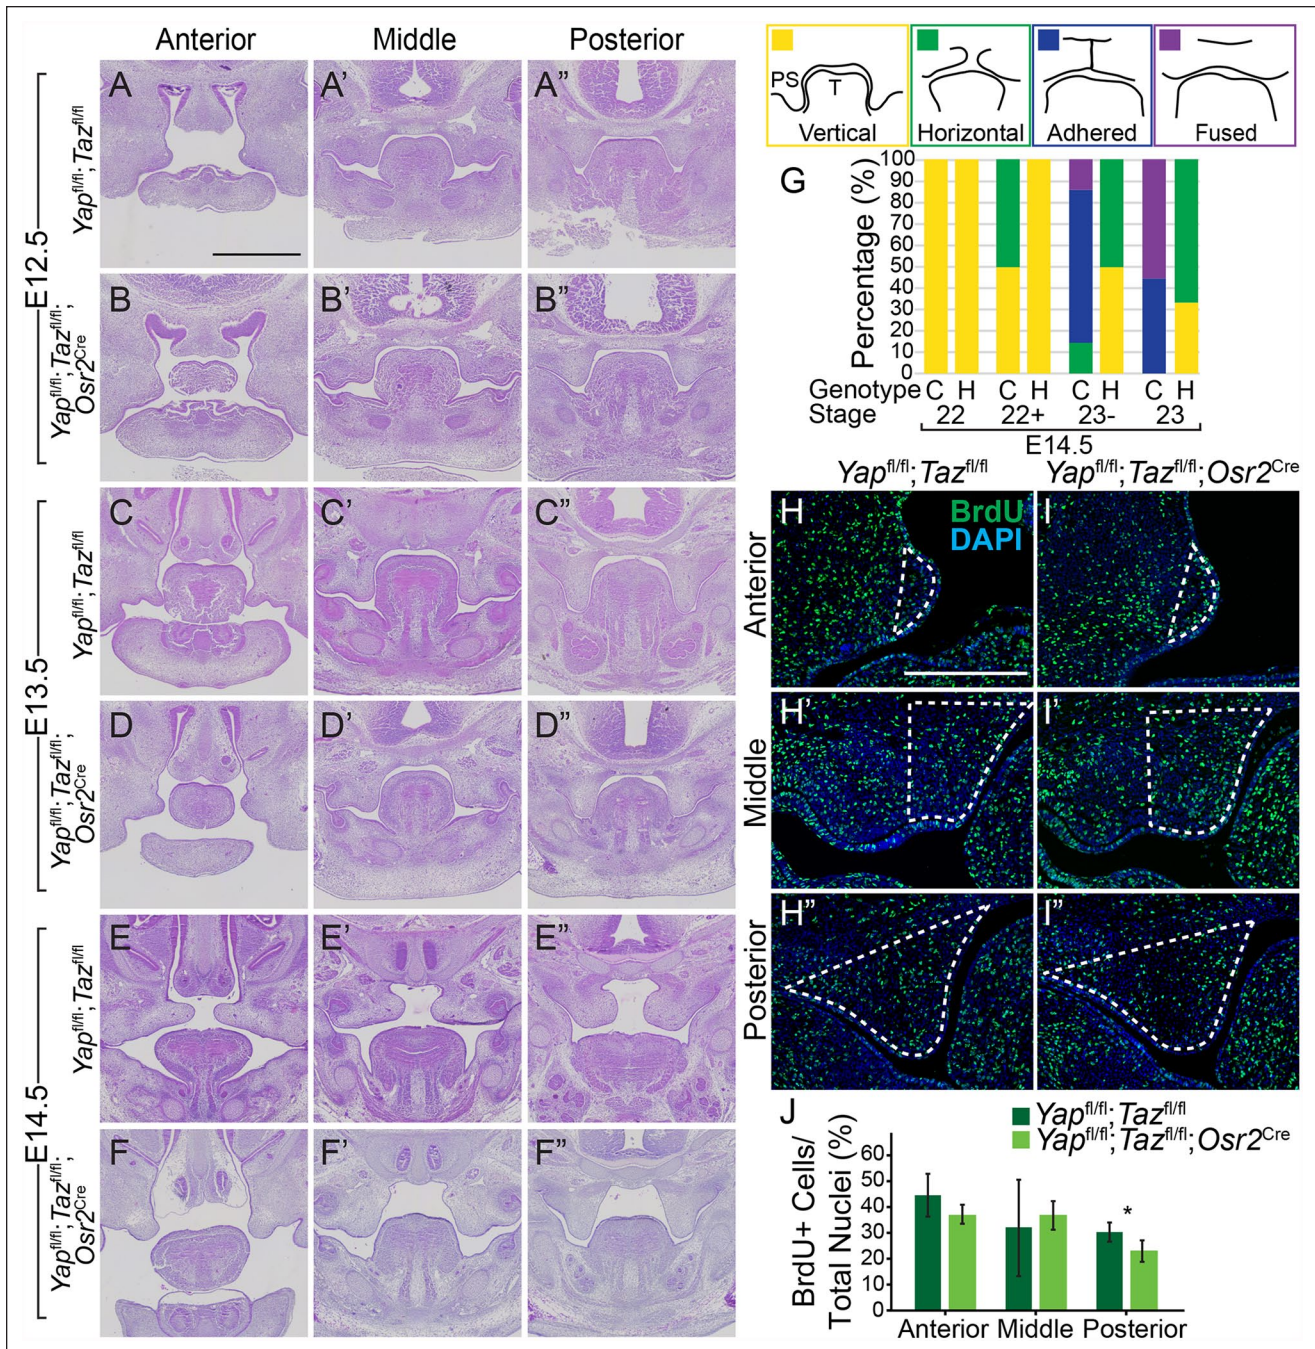 Anterior Middle Posterior
E12.5
Yap^fl/fl;Taz^fl/fl
A A' A"
Yap^fl/fl;Taz^fl/fl;
Osr2^Cre
B B' B"
E13.5
Yap^fl/fl;Taz^fl/fl
C C' C"
Yap^fl/fl;Taz^fl/fl;
Osr2^Cre
D D' D"
E14.5
Yap^fl/fl;Taz^fl/fl
E E' E"
Yap^fl/fl;Taz^fl/fl;
Osr2^Cre
F F' F"
PS T
Vertical Horizontal Adhered Fused
G
Percentage (%)
100
90
80
70
60
50
40
30
20
10
0
Genotype C H C H C H C H
Stage 22 22+ 23- 23
E14.5
Yap^fl/fl;Taz^fl/fl Yap^fl/fl;Taz^fl/fl;Osr2^Cre
Anterior
H BrdU I
DAPI
Middle
H' I'
Posterior
H" I"
J
Yap^fl/fl;Taz^fl/fl
Yap^fl/fl;Taz^fl/fl;Osr2^Cre
BrdU+ Cells/
Total Nuclei (%)
60
50
40
30
20
10
0
*
Anterior Middle Posterior